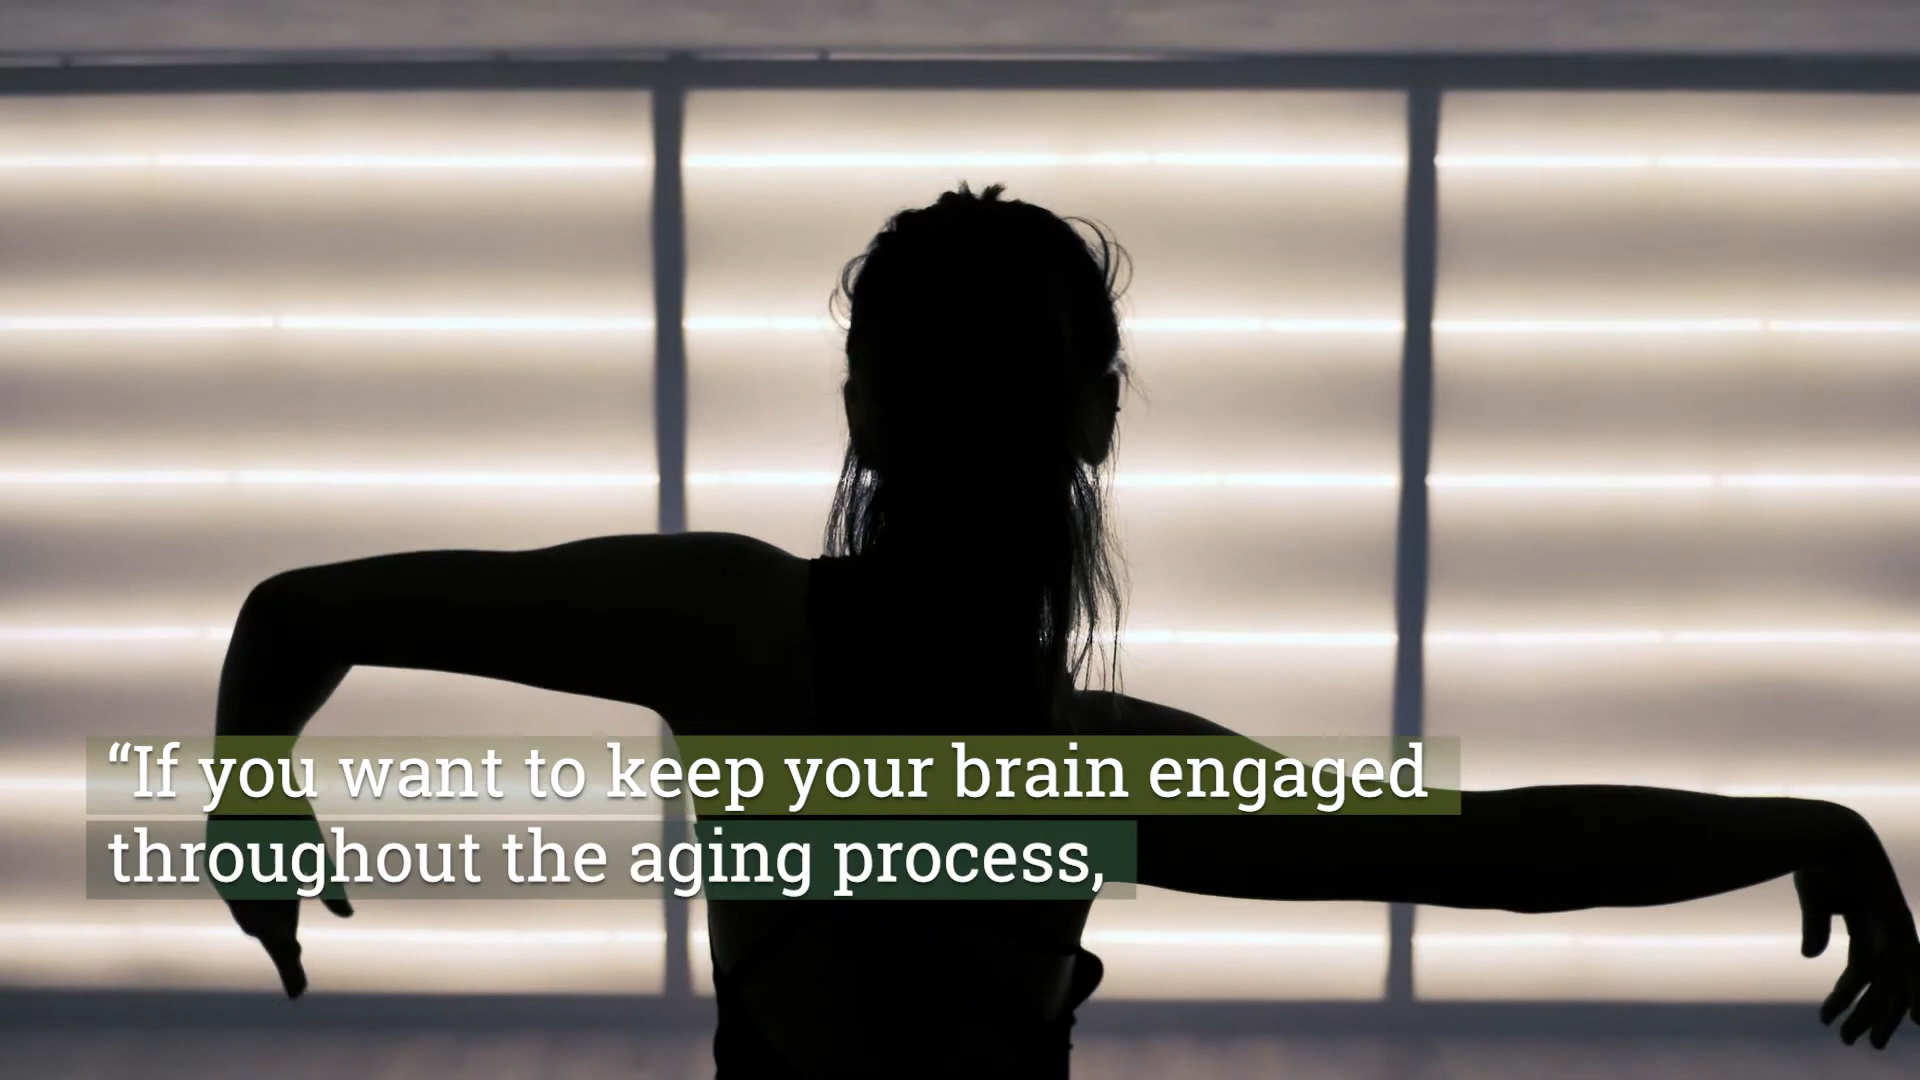 “If you want to keep your brain engaged
throughout the aging process,